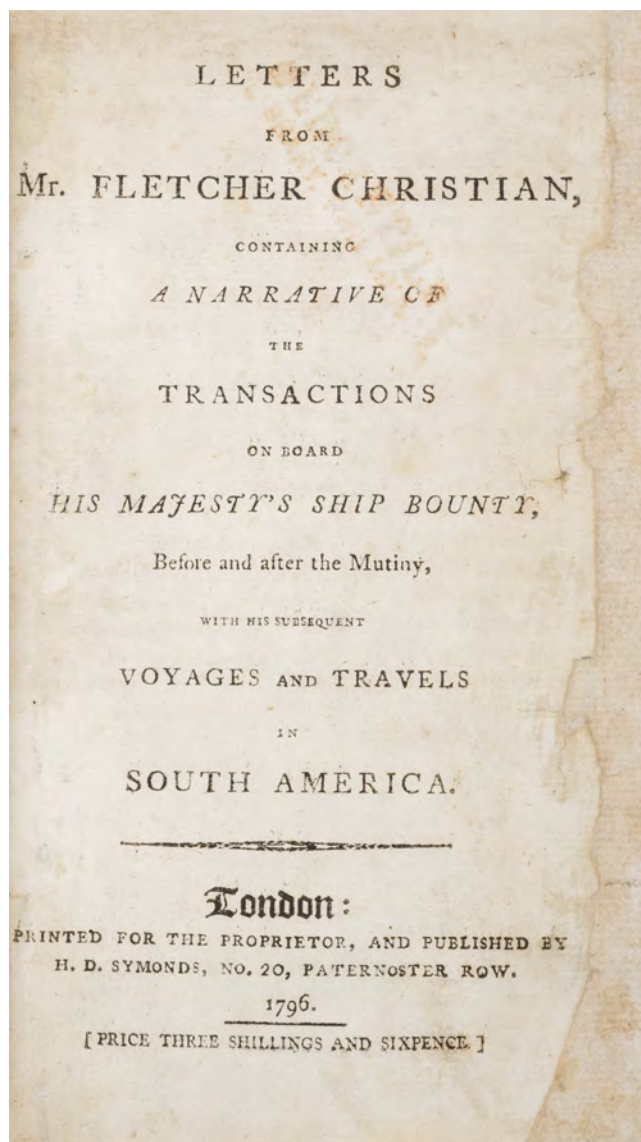 LETTERS
FROM
Mr. FLETCHER CHRISTIAN,
CONTAINING
A NARRATIVE OF
THE
TRANSACTIONS
ON BOARD
HIS MAJESTY'S SHIP BOUNTY,
Before and after the Mutiny,
WITH HIS SUBSEQUENT
VOYAGES AND TRAVELS
IN
SOUTH AMERICA.
London:
PRINTED FOR THE PROPRIETOR, AND PUBLISHED BY
H. D. SYMONDS, NO. 20, PATERNOSTER ROW.
1796.
[PRICE THREE SHILLINGS AND SIXPENCE.]